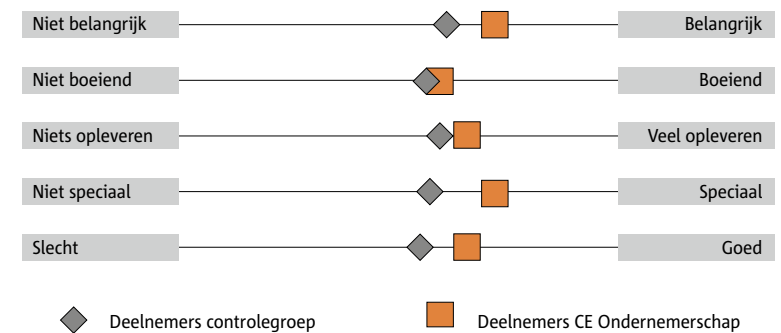 Niet belangrijk Belangrijk
Niet boeiend Boeiend
Niets opleveren Veel opleveren
Niet speciaal Speciaal
Slecht Goed
Deelnemers controlegroep Deelnemers CE Ondernemerschap